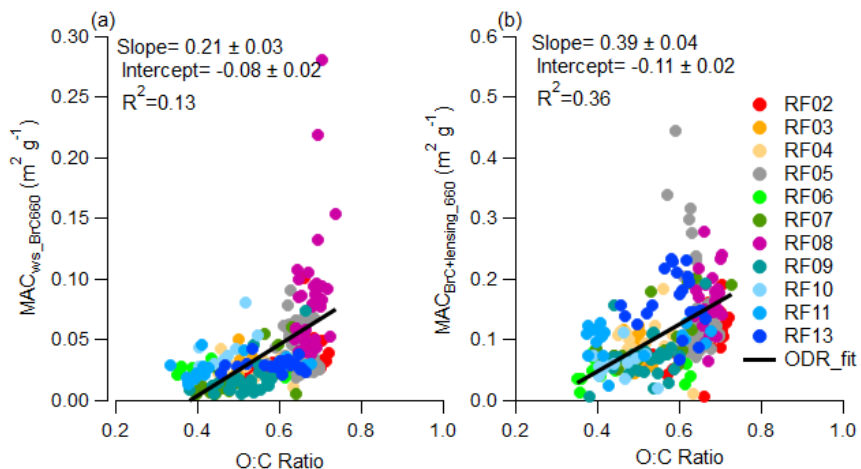 (a)
Slope= 0.21 ± 0.03
Intercept= -0.08 ± 0.02
R²=0.13
MACws_BrC660 (m² g⁻¹)
0.30
0.25
0.20
0.15
0.10
0.05
0.00
0.2 0.4 0.6 0.8 1.0
O:C Ratio
(b)
Slope= 0.39 ± 0.04
Intercept= -0.11 ± 0.02
R²=0.36
MACBrC+lensing_660 (m² g⁻¹)
0.6
0.5
0.4
0.3
0.2
0.1
0.0
0.2 0.4 0.6 0.8 1.0
O:C Ratio
RF02
RF03
RF04
RF05
RF06
RF07
RF08
RF09
RF10
RF11
RF13
ODR_fit